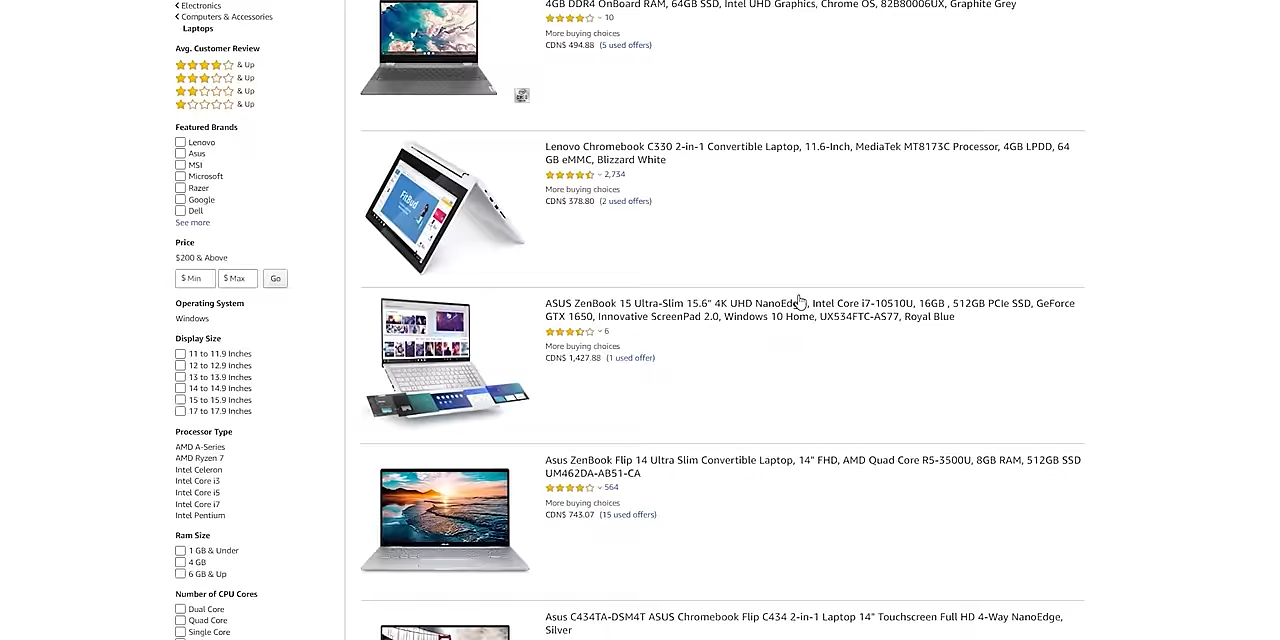 Electronics
Computers & Accessories
Laptops
Avg. Customer Review
& Up
& Up
& Up
& Up
Featured Brands
Lenovo
Asus
MSI
Microsoft
Razer
Google
Dell
See more
Price
$200 & Above
$ Min
$ Max
Go
Operating System
Windows
Display Size
11 to 11.9 Inches
12 to 12.9 Inches
13 to 13.9 Inches
14 to 14.9 Inches
15 to 15.9 Inches
17 to 17.9 Inches
Processor Type
AMD A-Series
AMD Ryzen 7
Intel Celeron
Intel Core i3
Intel Core i5
Intel Core i7
Intel Pentium
Ram Size
1 GB & Under
4 GB
6 GB & Up
Number of CPU Cores
Dual Core
Quad Core
Single Core
4GB DDR4 OnBoard RAM, 64GB SSD, Intel UHD Graphics, Chrome OS, 82B80006UX, Graphite Grey
10
More buying choices
CDN$ 494.88 (5 used offers)
Lenovo Chromebook C330 2-in-1 Convertible Laptop, 11.6-Inch, MediaTek MT8173C Processor, 4GB LPDD, 64
GB eMMC, Blizzard White
2,734
More buying choices
CDN$ 378.80 (2 used offers)
FitBud
ASUS ZenBook 15 Ultra-Slim 15.6" 4K UHD NanoEdge, Intel Core i7-10510U, 16GB , 512GB PCIe SSD, GeForce
GTX 1650, Innovative ScreenPad 2.0, Windows 10 Home, UX534FTC-AS77, Royal Blue
6
More buying choices
CDN$ 1,427.88 (1 used offer)
Asus ZenBook Flip 14 Ultra Slim Convertible Laptop, 14" FHD, AMD Quad Core R5-3500U, 8GB RAM, 512GB SSD
UM462DA-AB51-CA
564
More buying choices
CDN$ 743.07 (15 used offers)
Asus C434TA-DSM4T ASUS Chromebook Flip C434 2-in-1 Laptop 14" Touchscreen Full HD 4-Way NanoEdge,
Silver